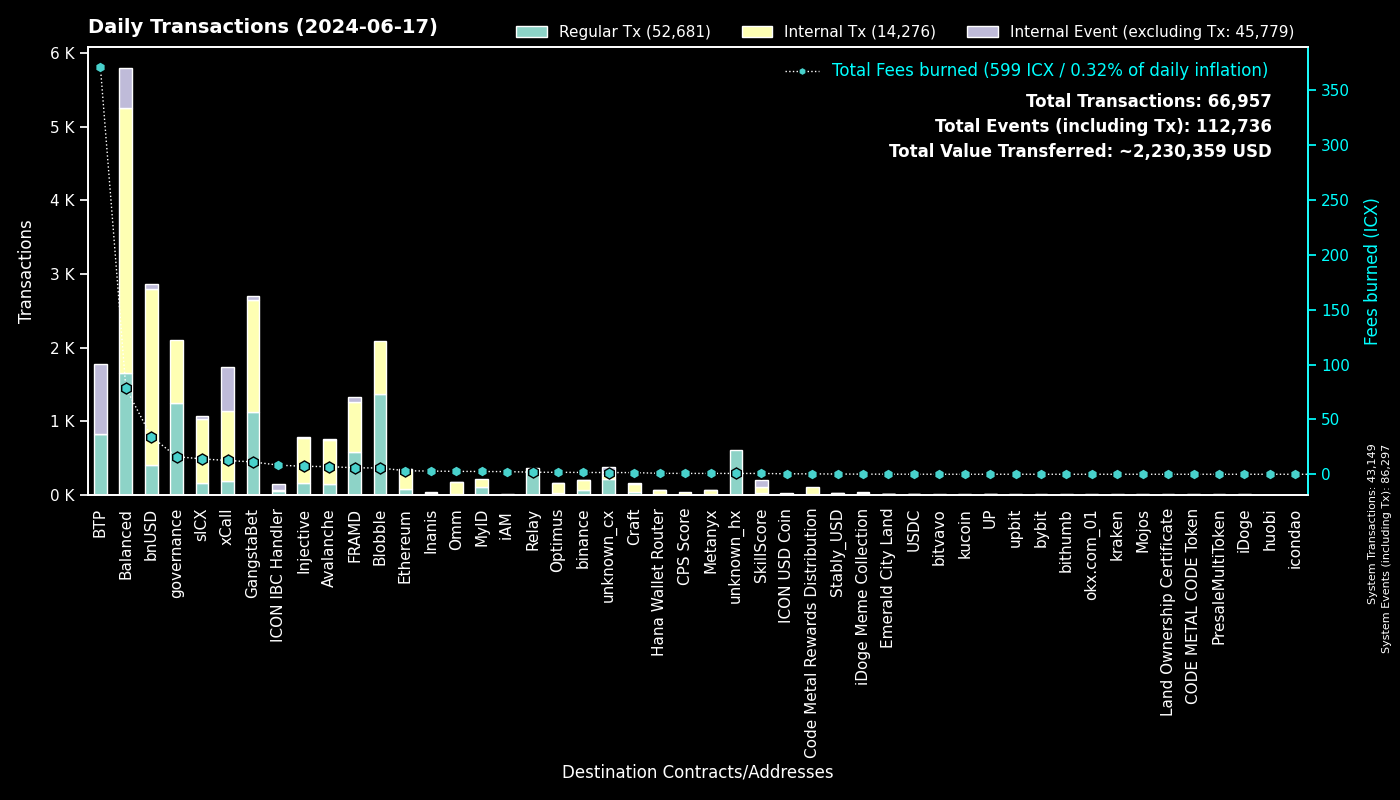 Daily Transactions (2024-06-17)
Regular Tx (52,681)
Internal Tx (14,276)
Internal Event (excluding Tx: 45,779)
Total Fees burned (599 ICX / 0.32% of daily inflation)
Total Transactions: 66,957
Total Events (including Tx): 112,736
Total Value Transferred: ~2,230,359 USD
Transactions
6 K
5 K
4 K
3 K
2 K
1 K
0 K
350
300
250
200
150
100
50
0
Fees burned (ICX)
BTP
Balanced
bnUSD
governance
sICX
xCall
GangstaBet
ICON IBC Handler
Injective
Avalanche
FRAMD
Blobble
Ethereum
Inanis
Omm
MyID
iAM
Relay
Optimus
binance
unknown_cx
Craft
Hana Wallet Router
CPS Score
Metanyx
unknown_hx
SkillScore
ICON USD Coin
Code Metal Rewards Distribution
Stably_USD
iDoge Meme Collection
Emerald City Land
USDC
bitvavo
kucoin
UP
upbit
bybit
bithumb
okx.com_01
kraken
Mojos
Land Ownership Certificate
CODE METAL CODE Token
PresaleMultiToken
iDoge
huobi
icondao
Destination Contracts/Addresses
System Transactions: 43,149
System Events (including Tx): 86,297